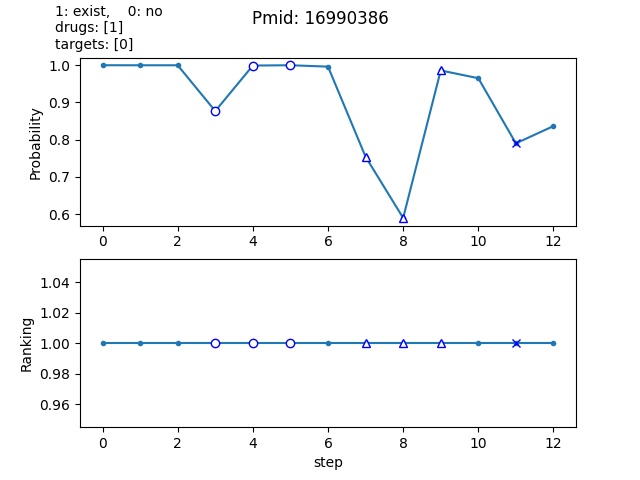 1: exist,    0: no
drugs: [1]
targets: [0]
Pmid: 16990386
1.0
0.9
0.8
0.7
0.6
Probability
0 2 4 6 8 10 12
1.04
1.02
1.00
0.98
0.96
Ranking
0 2 4 6 8 10 12
step